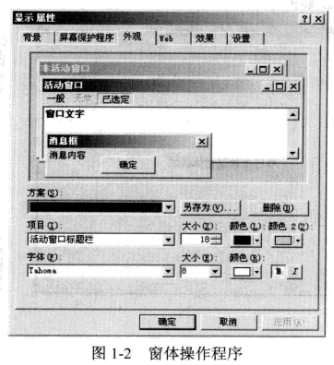 显示 属性
背景 屏幕保护程序 外观 Web 效果 设置
非活动窗口
活动窗口
一般 无效 已选定
窗口文字
消息框
消息内容
确定
方案(S):
另存为(V)... 删除(D)
项目(I): 大小(Z): 颜色(L): 颜色 2(2):
活动窗口标题栏 18
字体(F): 大小(E): 颜色(R):
Tahoma 8 B I
确定 取消 应用(A)
图 1-2 窗体操作程序